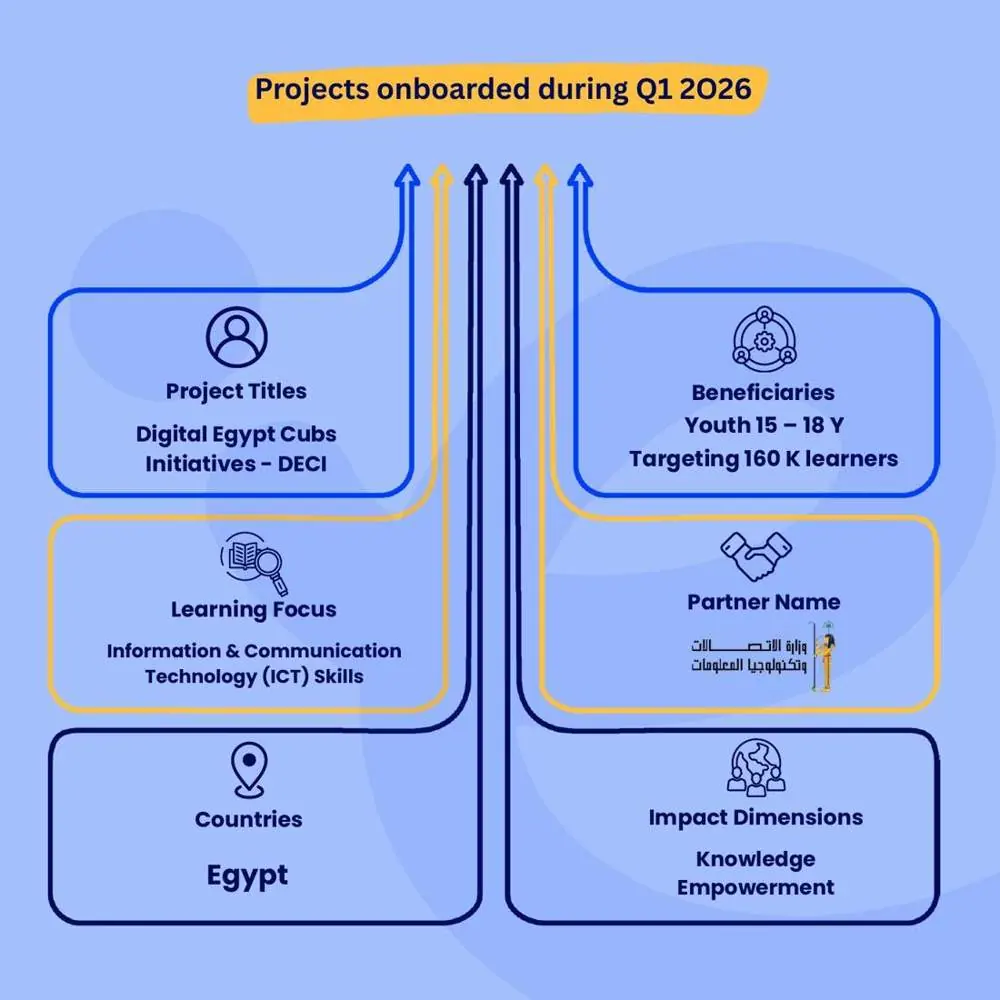 Projects onboarded during Q1 2026
Project Titles
Digital Egypt Cubs
Initiatives - DECI
Beneficiaries
Youth 15 – 18 Y
Targeting 160 K learners
Learning Focus
Information & Communication
Technology (ICT) Skills
Partner Name
وزارة الاتصالات
وتكنولوجيا المعلومات
Countries
Egypt
Impact Dimensions
Knowledge
Empowerment